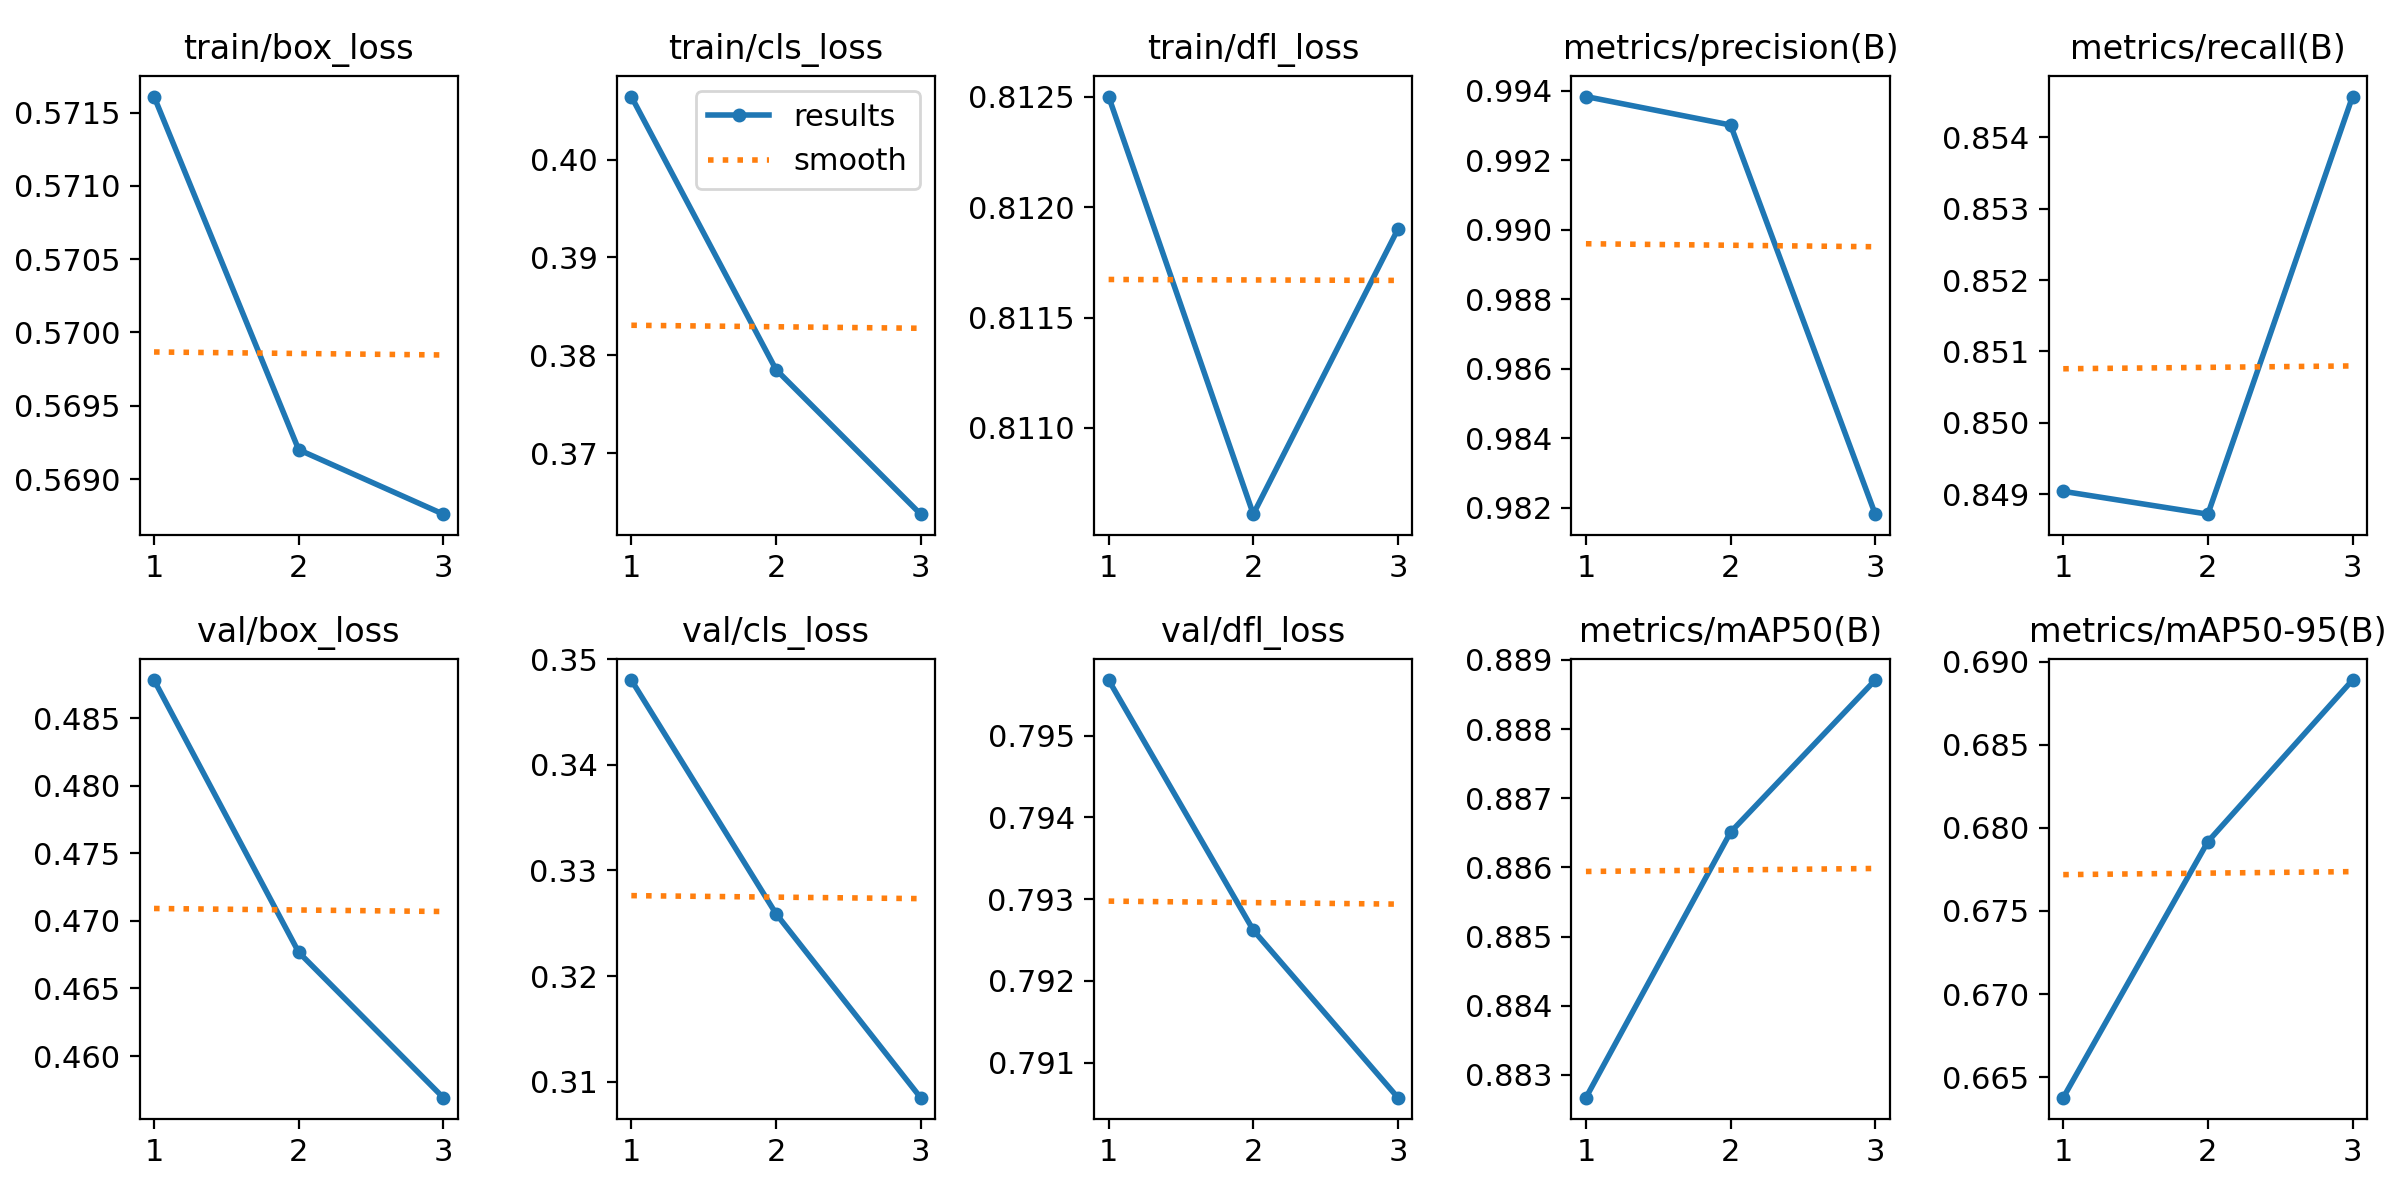 train/box_loss
0.5715
0.5710
0.5705
0.5700
0.5695
0.5690
1 2 3
train/cls_loss
results
smooth
0.40
0.39
0.38
0.37
1 2 3
train/dfl_loss
0.8125
0.8120
0.8115
0.8110
1 2 3
metrics/precision(B)
0.994
0.992
0.990
0.988
0.986
0.984
0.982
1 2 3
metrics/recall(B)
0.854
0.853
0.852
0.851
0.850
0.849
1 2 3
val/box_loss
0.485
0.480
0.475
0.470
0.465
0.460
1 2 3
val/cls_loss
0.35
0.34
0.33
0.32
0.31
1 2 3
val/dfl_loss
0.795
0.794
0.793
0.792
0.791
1 2 3
metrics/mAP50(B)
0.889
0.888
0.887
0.886
0.885
0.884
0.883
1 2 3
metrics/mAP50-95(B)
0.690
0.685
0.680
0.675
0.670
0.665
1 2 3